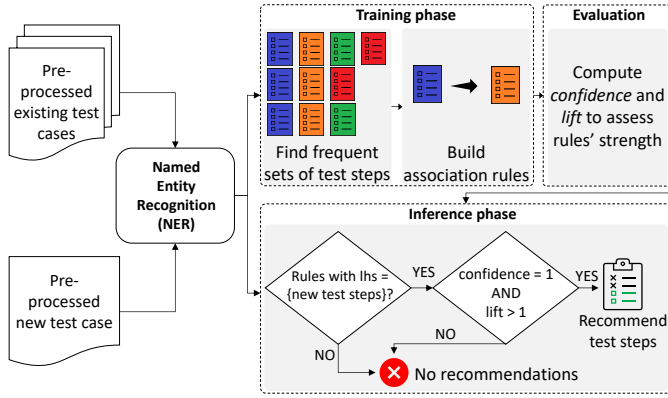 Training phase
Evaluation
Pre-
processed
existing test
cases
Find frequent
sets of test steps
Build
association rules
Compute
confidence and
lift to assess
rules’ strength
Named
Entity
Recognition
(NER)
Inference phase
Pre-
processed
new test case
Rules with lhs =
{new test steps}?
YES
confidence = 1
AND
lift > 1
YES
Recommend
test steps
NO
NO
No recommendations